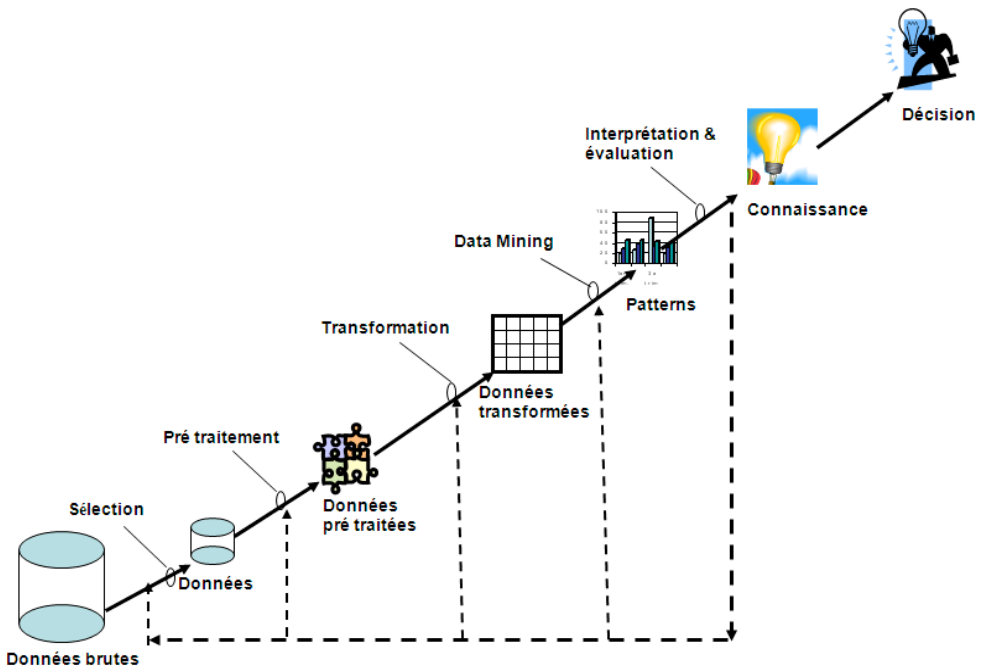 Décision
Interprétation &
évaluation
Connaissance
Data Mining
Patterns
Transformation
Données
transformées
Pré traitement
Données
pré traitées
Sélection
Données
Données brutes